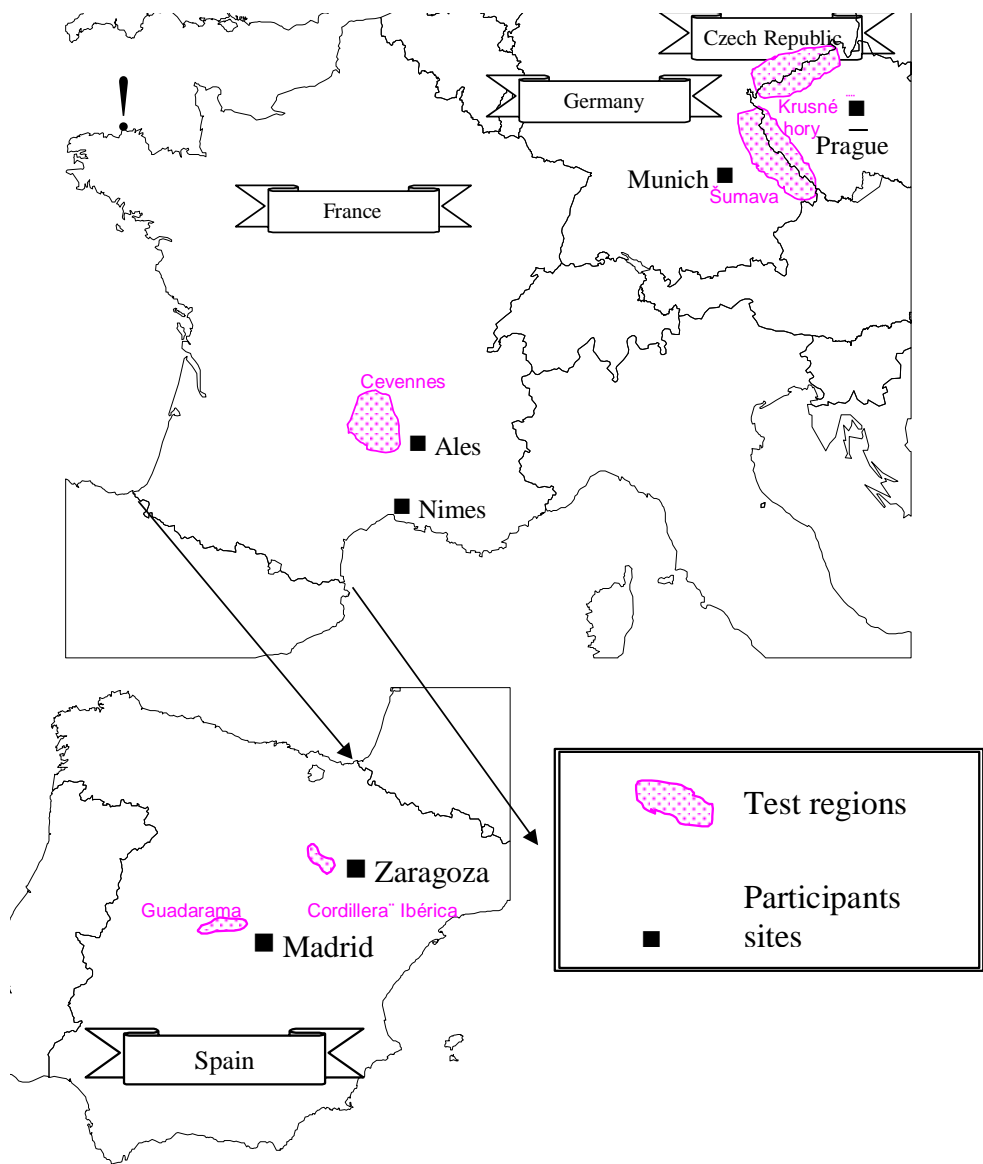 Czech Republic
!
Germany
Krusné
hory
Prague
Munich
Šumava
France
Cevennes
Ales
Nimes
Test regions
Zaragoza
Guadarama
Cordillera¨ Ibérica
Madrid
Participants
sites
Spain